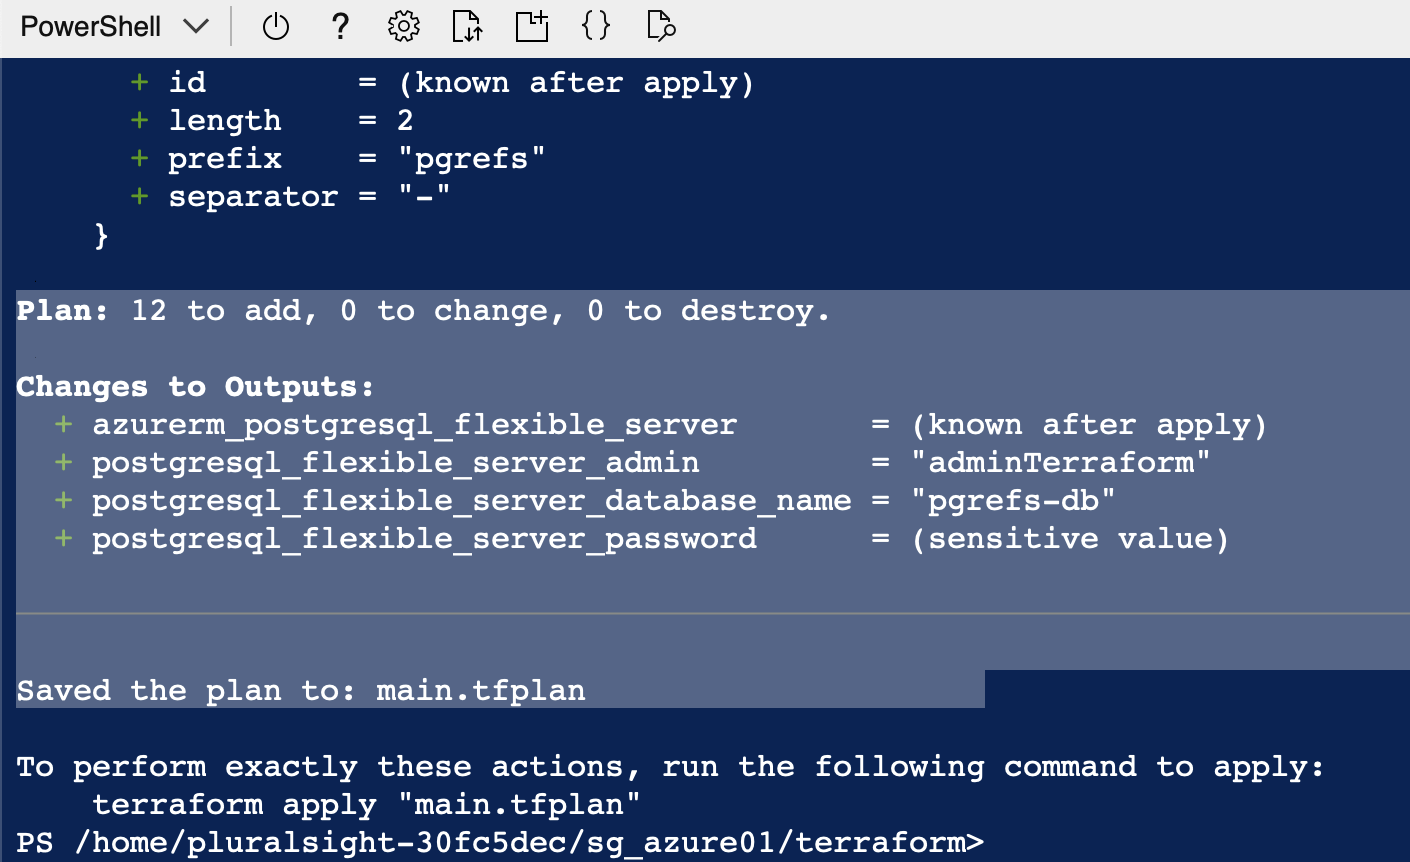 PowerShell
+ id        = (known after apply)
+ length    = 2
+ prefix    = "pgrefs"
+ separator = "-"
}
Plan: 12 to add, 0 to change, 0 to destroy.
Changes to Outputs:
+ azurerm_postgresql_flexible_server        = (known after apply)
+ postgresql_flexible_server_admin          = "adminTerraform"
+ postgresql_flexible_server_database_name = "pgrefs-db"
+ postgresql_flexible_server_password       = (sensitive value)
Saved the plan to: main.tfplan
To perform exactly these actions, run the following command to apply:
terraform apply "main.tfplan"
PS /home/pluralsight-30fc5dec/sg_azure01/terraform>